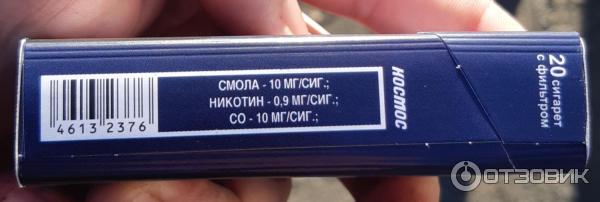 4613 2376
СМОЛА - 10 МГ/СИГ.;
НИКОТИН - 0,9 МГ/СИГ.;
СО - 10 МГ/СИГ.;
КОСМОС
20 сигарет
с фильтром
ОТЗОВИК